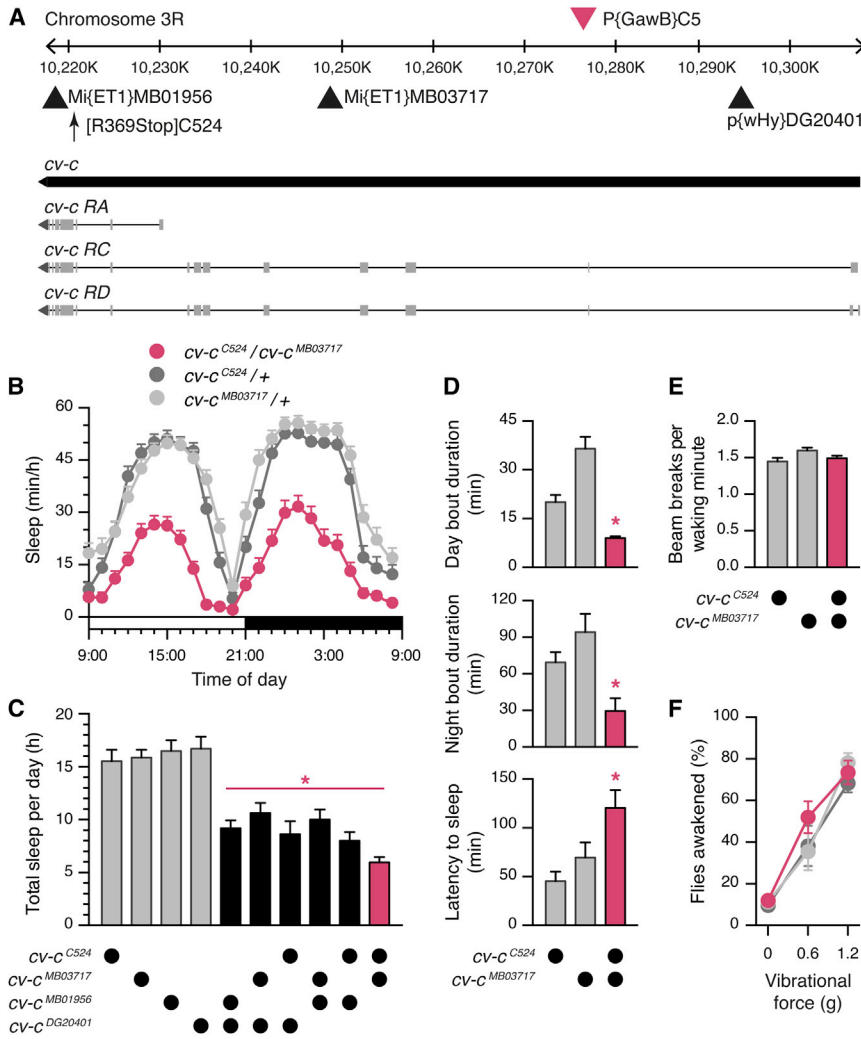 A
Chromosome 3R
P{GawB}C5
10,220K 10,230K 10,240K 10,250K 10,260K 10,270K 10,280K 10,290K 10,300K
Mi{ET1}MB01956
Mi{ET1}MB03717
p{wHy}DG20401
[R369Stop]C524
cv-c
cv-c RA
cv-c RC
cv-c RD
B
cv-c C524 / cv-c MB03717
cv-c C524 / +
cv-c MB03717 / +
Sleep (min/h)
60
45
30
15
0
9:00 15:00 21:00 3:00 9:00
Time of day
C
Total sleep per day (h)
20
15
10
5
0
*
cv-c C524
cv-c MB03717
cv-c MB01956
cv-c DG20401
D
Day bout duration
(min)
45
30
15
0
*
Night bout duration
(min)
120
90
60
30
0
*
Latency to sleep
(min)
150
100
50
0
*
cv-c C524
cv-c MB03717
E
Beam breaks per
waking minute
2.0
1.5
1.0
0.5
0.0
cv-c C524
cv-c MB03717
F
Flies awakened (%)
100
80
60
40
20
0
0 0.6 1.2
Vibrational
force (g)